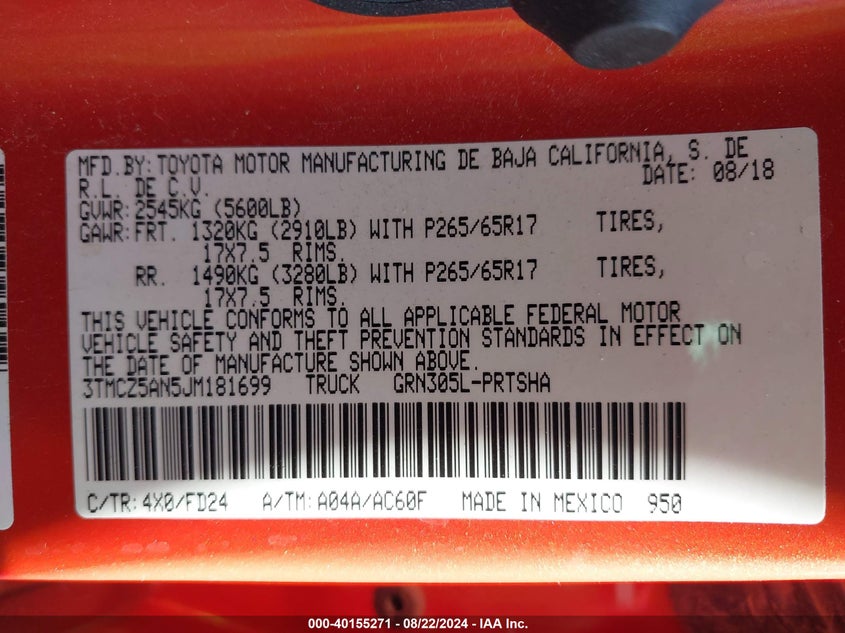 MFD.BY:TOYOTA MOTOR MANUFACTURING DE BAJA CALIFORNIA, S. DE
R.L. DE C.V. DATE: 08/18
GVWR:2545KG (5600LB)
GAWR:FRT. 1320KG (2910LB) WITH P265/65R17 TIRES,
17X7.5 RIMS.
RR. 1490KG (3280LB) WITH P265/65R17 TIRES,
17X7.5 RIMS.
THIS VEHICLE CONFORMS TO ALL APPLICABLE FEDERAL MOTOR
VEHICLE SAFETY AND THEFT PREVENTION STANDARDS IN EFFECT ON
THE DATE OF MANUFACTURE SHOWN ABOVE.
3TMCZ5AN5JM181699 TRUCK GRN305L-PRTSHA
C/TR:4X0/FD24 A/TM:A04A/AC60F MADE IN MEXICO 950
000-40155271 - 08/22/2024 - IAA Inc.